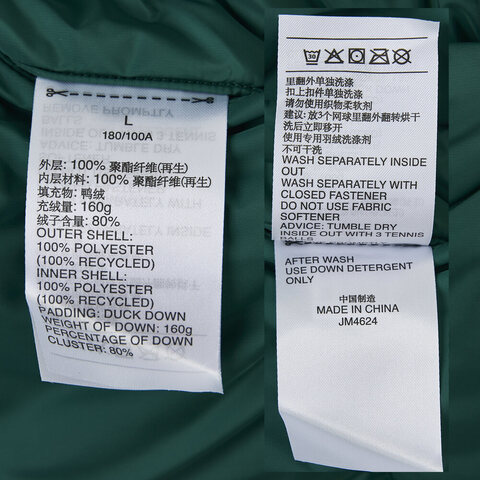 L
180/100A
外层: 100% 聚酯纤维(再生)
内层材料: 100% 聚酯纤维(再生)
填充物: 鸭绒
充绒量: 160g
绒子含量: 80%
OUTER SHELL:
100% POLYESTER
(100% RECYCLED)
INNER SHELL:
100% POLYESTER
(100% RECYCLED)
PADDING: DUCK DOWN
WEIGHT OF DOWN: 160g
PERCENTAGE OF DOWN
CLUSTER: 80%
里翻外单独洗涤
扣上扣件单独洗涤
请勿使用织物柔软剂
建议: 放3个网球里翻外翻转烘干
洗后立即移开
使用专用羽绒洗涤剂
不可干洗
WASH SEPARATELY INSIDE
OUT
WASH SEPARATELY WITH
CLOSED FASTENER
DO NOT USE FABRIC
SOFTENER
ADVICE: TUMBLE DRY
INSIDE OUT WITH 3 TENNIS
BALLS
AFTER WASH
USE DOWN DETERGENT
ONLY
中国制造
MADE IN CHINA
JM4624